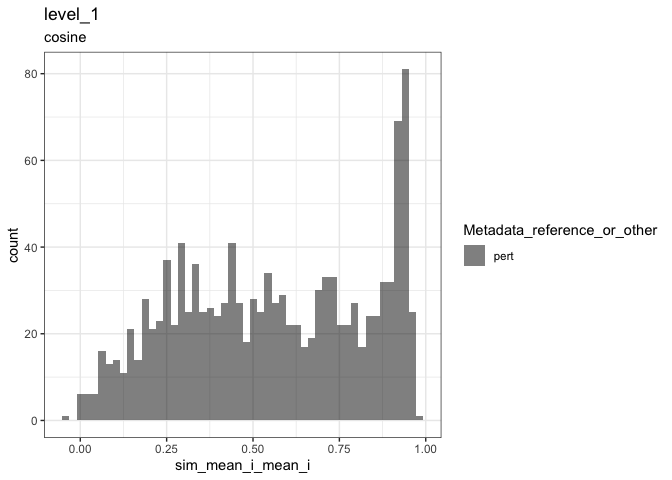 level_1
cosine
80
60
40
20
0
count
0.00 0.25 0.50 0.75 1.00
sim_mean_i_mean_i
Metadata_reference_or_other
pert